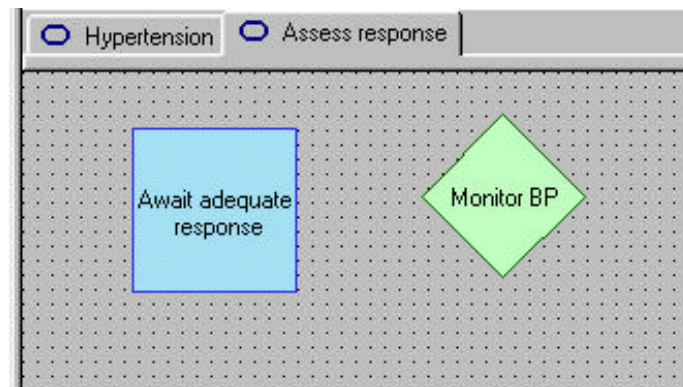 Hypertension
Assess response
Await adequate
response
Monitor BP